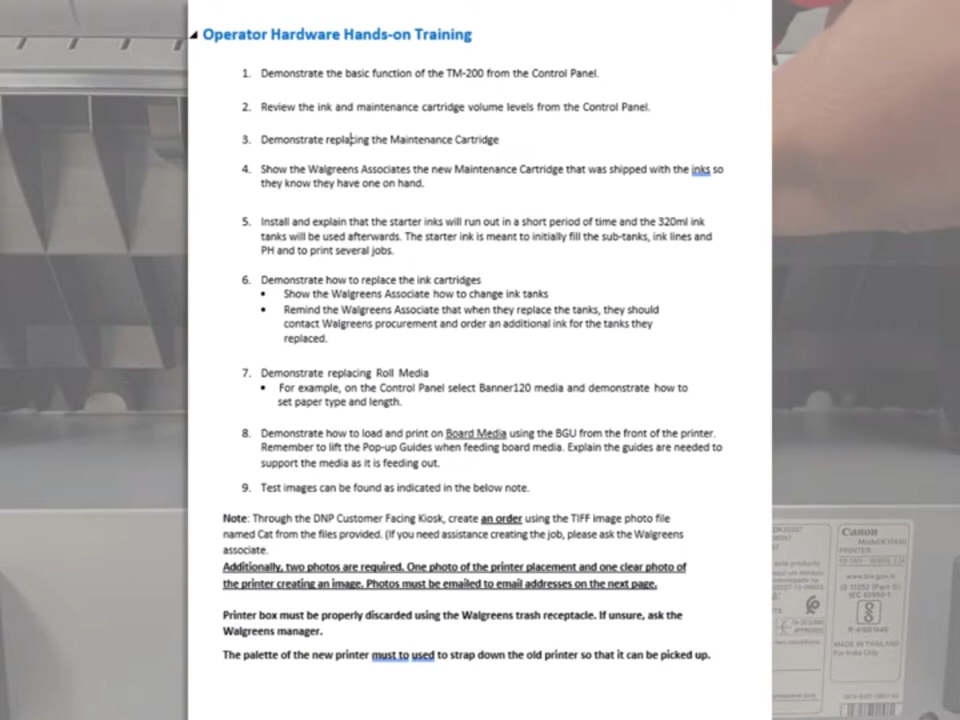 Operator Hardware Hands-on Training
1. Demonstrate the basic function of the TM-200 from the Control Panel.
2. Review the ink and maintenance cartridge volume levels from the Control Panel.
3. Demonstrate replacing the Maintenance Cartridge
4. Show the Walgreens Associates the new Maintenance Cartridge that was shipped with the inks so
they know they have one on hand.
5. Install and explain that the starter inks will run out in a short period of time and the 320ml ink
tanks will be used afterwards. The starter ink is meant to initially fill the sub-tanks, ink lines and
PH and to print several jobs.
6. Demonstrate how to replace the ink cartridges
• Show the Walgreens Associate how to change ink tanks
• Remind the Walgreens Associate that when they replace the tanks, they should
contact Walgreens procurement and order an additional ink for the tanks they
replaced.
7. Demonstrate replacing Roll Media
• For example, on the Control Panel select Banner120 media and demonstrate how to
set paper type and length.
8. Demonstrate how to load and print on Board Media using the BGU from the front of the printer.
Remember to lift the Pop-up Guides when feeding board media. Explain the guides are needed to
support the media as it is feeding out.
9. Test images can be found as indicated in the below note.
Note: Through the DNP Customer Facing Kiosk, create an order using the TIFF image photo file
named Cat from the files provided. (If you need assistance creating the job, please ask the Walgreens
associate.
Additionally, two photos are required. One photo of the printer placement and one clear photo of
the printer creating an image. Photos must be emailed to email addresses on the next page.
Printer box must be properly discarded using the Walgreens trash receptacle. If unsure, ask the
Walgreens manager.
The palette of the new printer must to used to strap down the old printer so that it can be picked up.
Canon
PRINTER
www.bis.gov.in
IS 13252 (Part 1)
IEC 60950-1
MADE IN THAILAND
For India Only